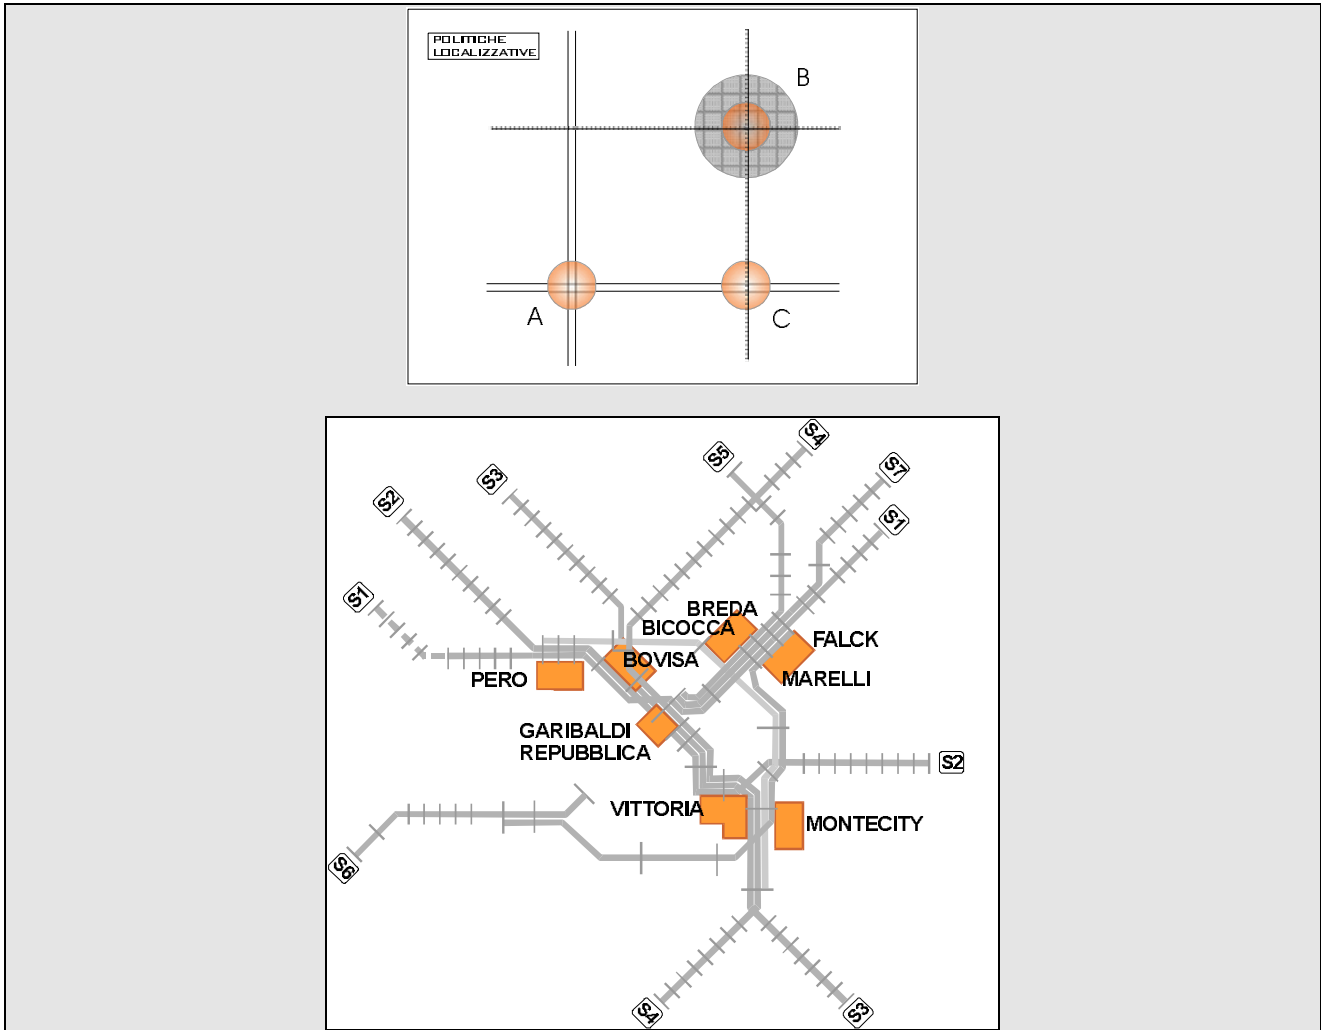 POLITICHE
LOCALIZZATIVE
B
A
C
S4
S5
S3
S7
S2
S1
S1
BREDA
BICOCCA
FALCK
BOVISA
PERO
MARELLI
GARIBALDI
REPUBBLICA
S2
VITTORIA
MONTECITY
S6
S4
S3